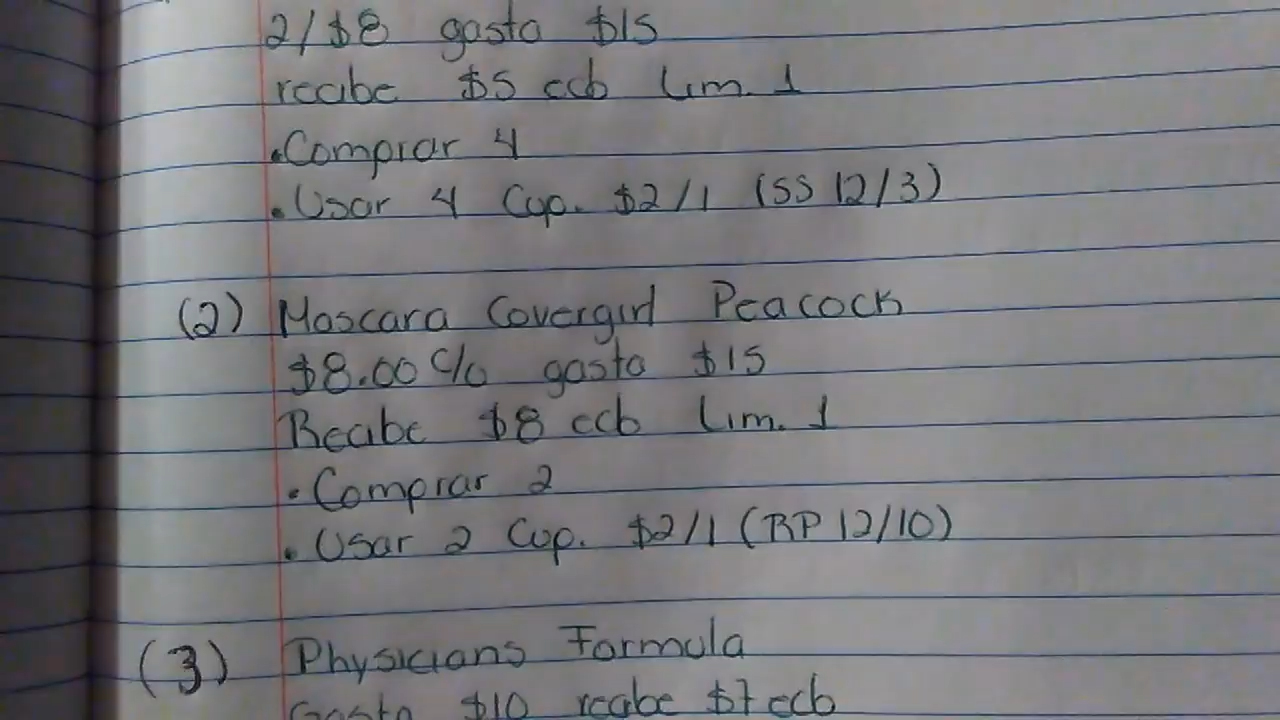 2/$8 gasta $15
recibe $5 ecb Lim. 1
•Comprar 4
•Usar 4 Cup. $2/1 (SS 12/3)
(2) Mascara Covergirl Peacock
$8.00 c/o gasta $15
Recibe $8 ecb Lim. 1
•Comprar 2
•Usar 2 Cup. $2/1 (RP 12/10)
(3) Physicians Formula
Gasta $10 recibe $7 ecb